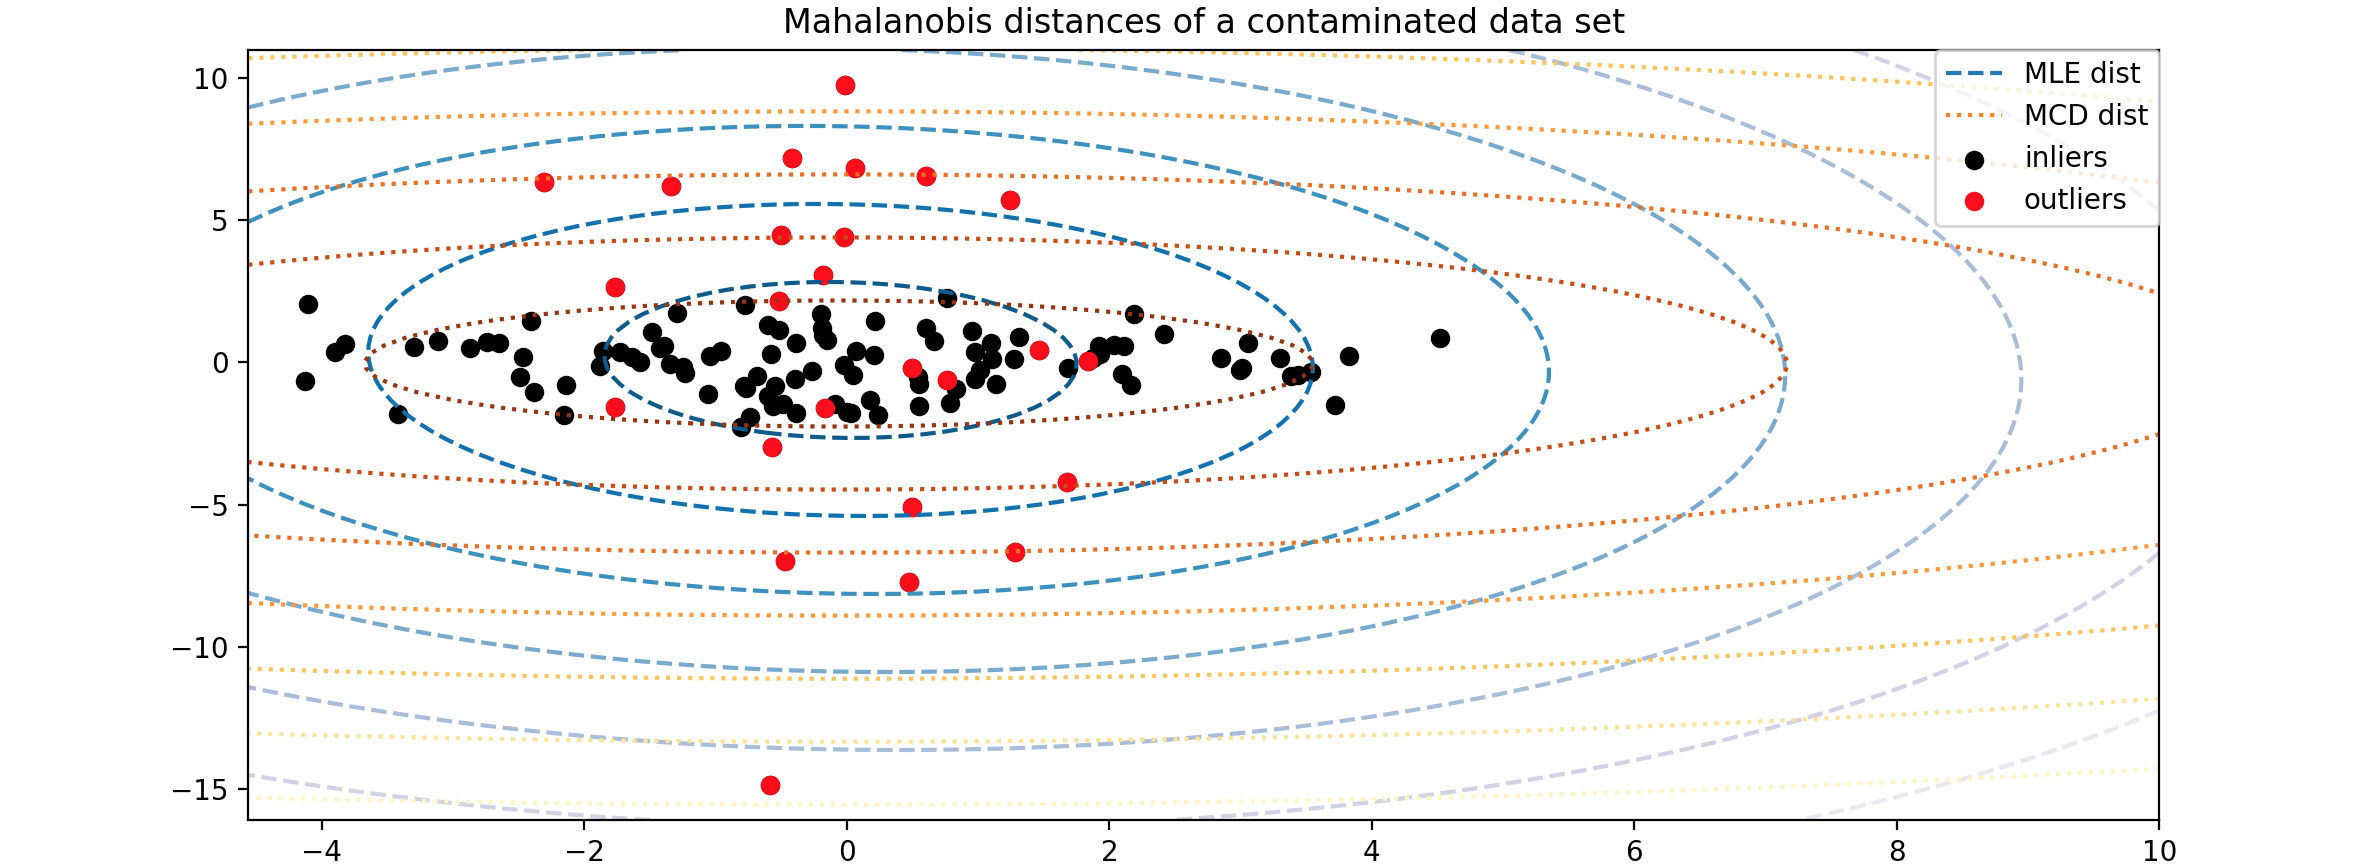 Mahalanobis distances of a contaminated data set
10
5
0
−5
−10
−15
MLE dist
MCD dist
inliers
outliers
−4
−2
0
2
4
6
8
10